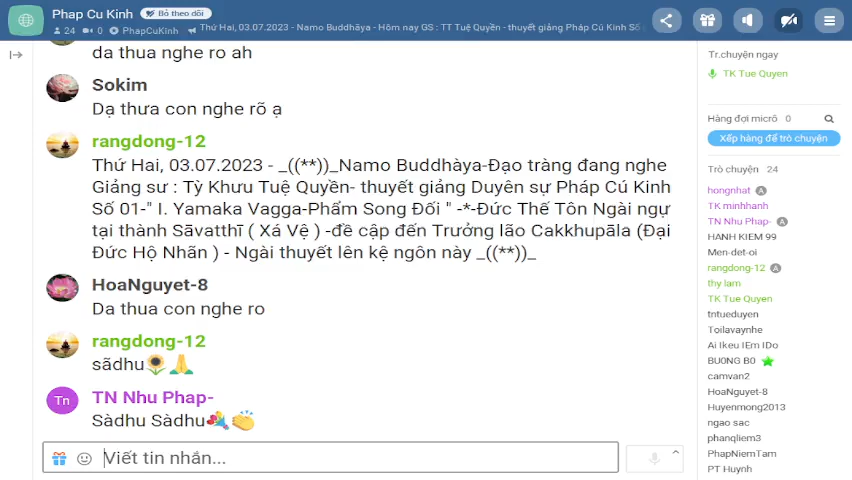 Phap Cu Kinh
Bỏ theo dõi
24 0 PhapCuKinh Thứ Hai, 03.07.2023 - Namo Buddhāya - Hôm nay GS : TT Tuệ Quyền - thuyết giảng Pháp Cú Kinh Số
da thua nghe ro ah
Sokim
Dạ thưa con nghe rõ ạ
rangdong-12
Thứ Hai, 03.07.2023 - _((**))_Namo Buddhàya-Đạo tràng đang nghe
Giảng sư : Tỳ Khưu Tuệ Quyền- thuyết giảng Duyên sự Pháp Cú Kinh
Số 01-" I. Yamaka Vagga-Phẩm Song Đối " -*-Đức Thế Tôn Ngài ngự
tại thành Sāvatthī ( Xá Vệ ) -đề cập đến Trưởng lão Cakkhupāla (Đại
Đức Hộ Nhãn ) - Ngài thuyết lên kệ ngôn này _((**))_
HoaNguyet-8
Da thua con nghe ro
rangdong-12
sãdhu🌻🙏
Tn
TN Nhu Phap-
Sàdhu Sàdhu💐👏
Viết tin nhắn...
Tr.chuyện ngay
TK Tue Quyen
Hàng đợi micrô 0
Xếp hàng để trò chuyện
Trò chuyện 24
hongnhat A
TK minhhanh
TN Nhu Phap- A
HANH KIEM 99
Men-det-oi
rangdong-12 A
thy lam
TK Tue Quyen
tntueduyen
Toilavaynhe
Ai lkeu lEm lDo
BU0NG B0
camvan2
HoaNguyet-8
Huyenmong2013
ngao sac
phanqliem3
PhapNiemTam
PT Huynh